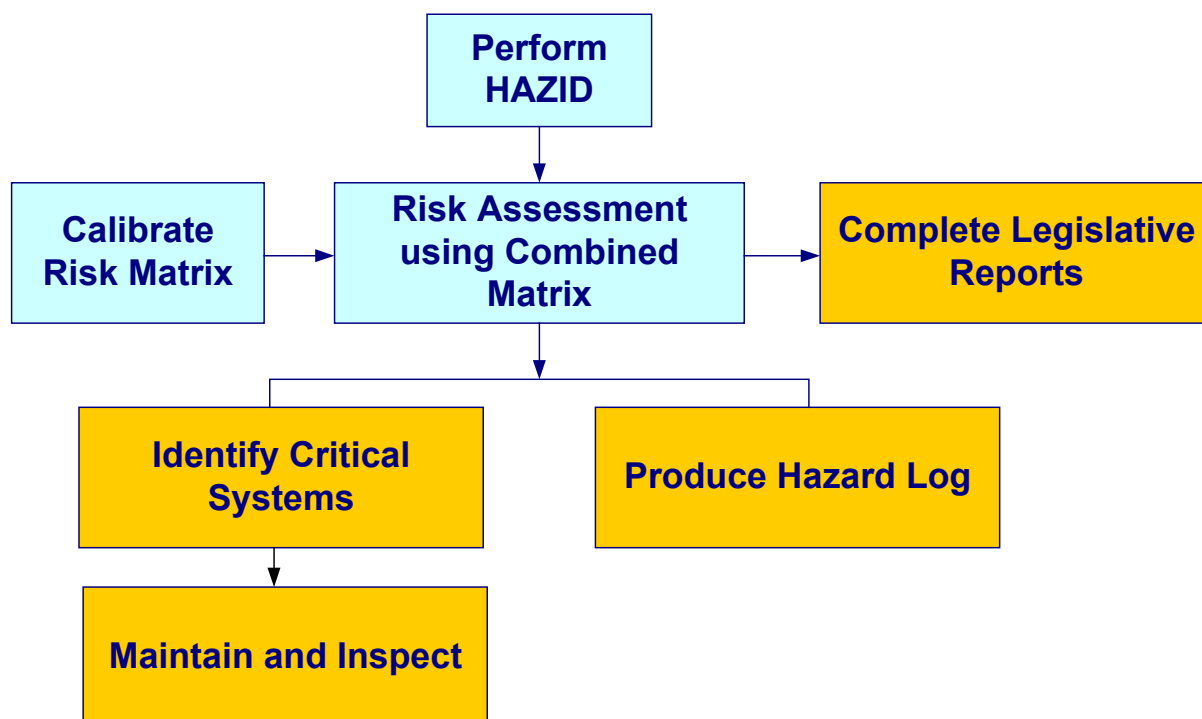 Perform
HAZID
Calibrate
Risk Matrix
Risk Assessment
using Combined
Matrix
Complete Legislative
Reports
Identify Critical
Systems
Produce Hazard Log
Maintain and Inspect